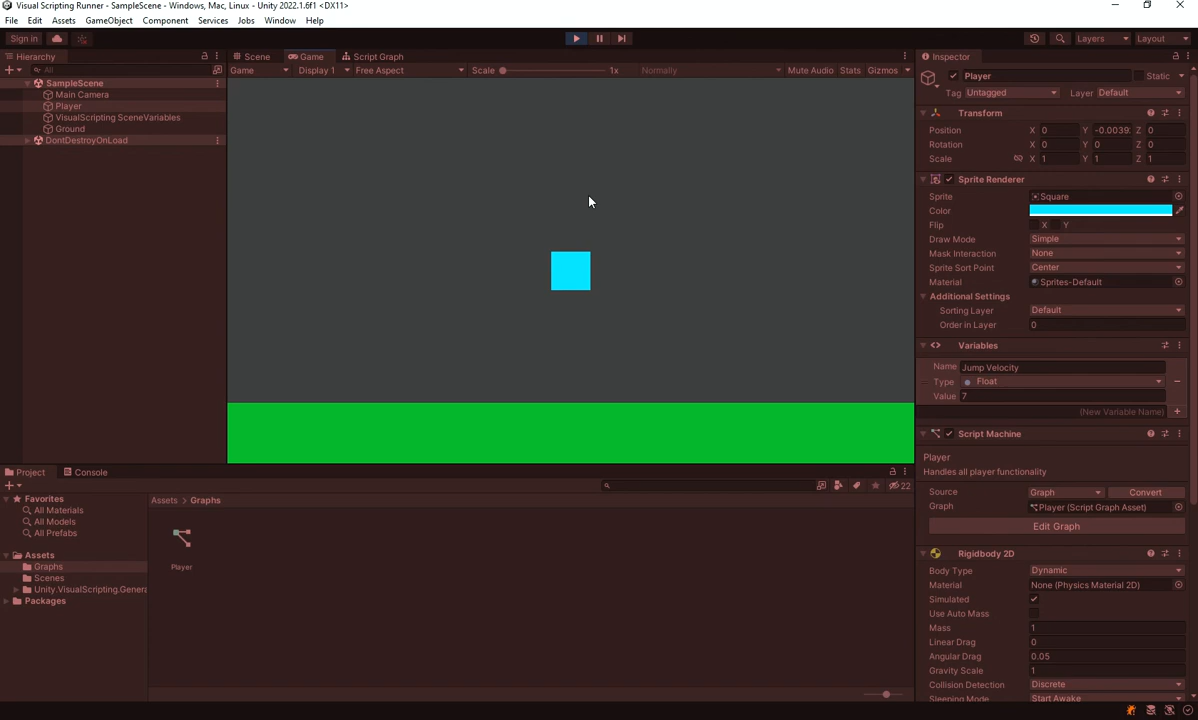 Visual Scripting Runner - SampleScene - Windows, Mac, Linux - Unity 2022.1.6f1 <DX11>
File Edit Assets GameObject Component Services Jobs Window Help
Sign in Layers Layout
Hierarchy
All
SampleScene
Main Camera
Player
VisualScripting SceneVariables
Ground
DontDestroyOnLoad
Scene Game Script Graph
Game Display 1 Free Aspect Scale 1x Normally Mute Audio Stats Gizmos
Inspector
Player Static
Tag Untagged Layer Default
Transform
Position X 0 Y -0.0039 Z 0
Rotation X 0 Y 0 Z 0
Scale X 1 Y 1 Z 1
Sprite Renderer
Sprite Square
Color
Flip X Y
Draw Mode Simple
Mask Interaction None
Sprite Sort Point Center
Material Sprites-Default
Additional Settings
Sorting Layer Default
Order in Layer 0
Variables
Name Jump Velocity
Type Float
Value 7
(New Variable Name)
Script Machine
Player
Handles all player functionality
Source Graph Convert
Graph Player (Script Graph Asset)
Edit Graph
Rigidbody 2D
Body Type Dynamic
Material None (Physics Material 2D)
Simulated
Use Auto Mass
Mass 1
Linear Drag 0
Angular Drag 0.05
Gravity Scale 1
Collision Detection Discrete
Sleeping Mode Start Awake
Project Console
22
Favorites
All Materials
All Models
All Prefabs
Assets
Graphs
Scenes
Unity.VisualScripting.Genera
Packages
Assets > Graphs
Player